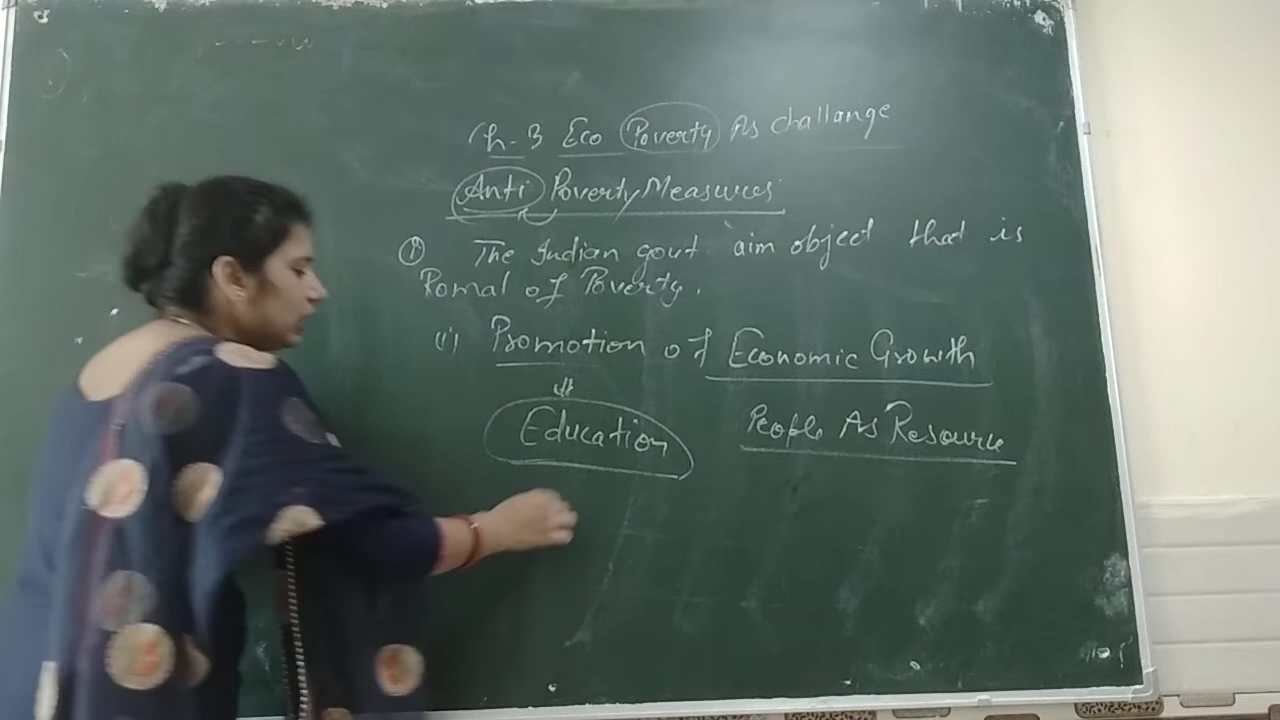 Ch-3 Eco Poverty As challange
Anti Poverty Measures
① The Indian govt aim object that is
Romal of Poverty.
(i) Promotion of Economic Growth
Education People As Resource